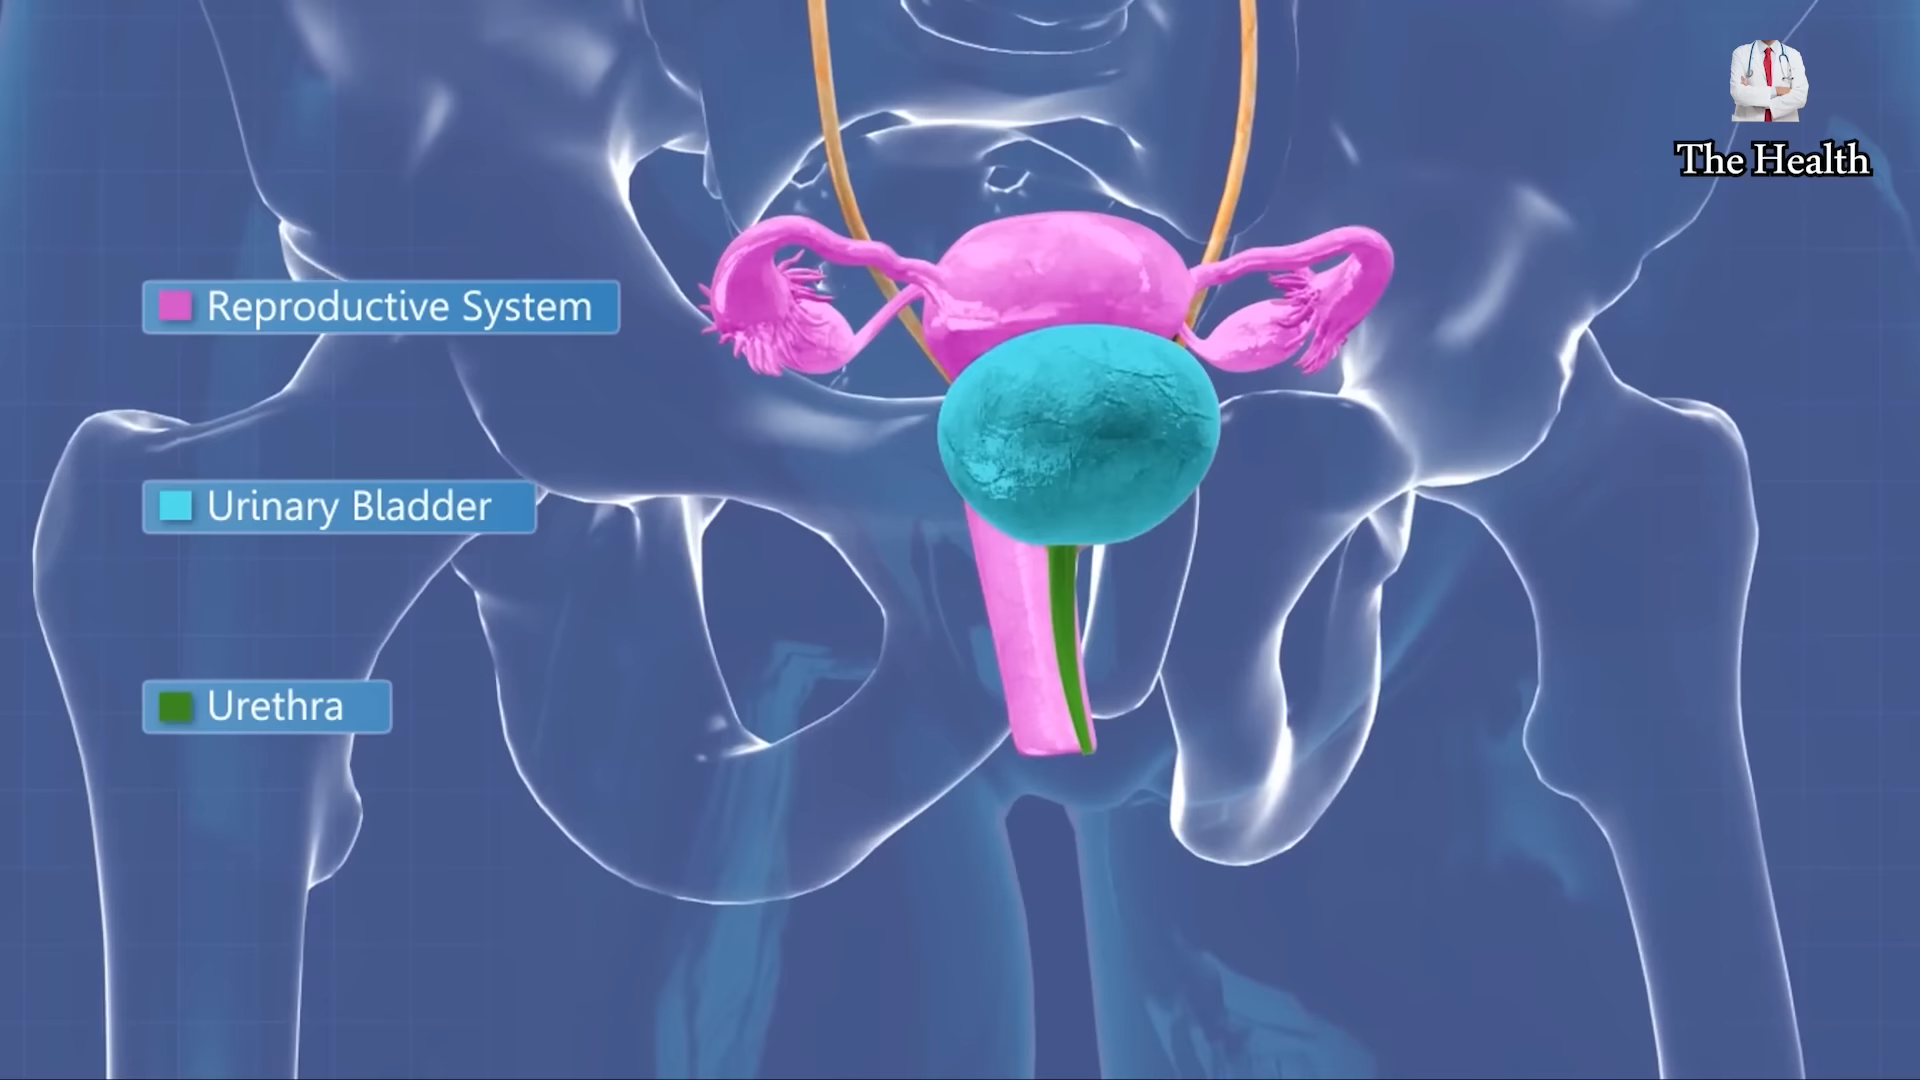 The Health
Reproductive System
Urinary Bladder
Urethra